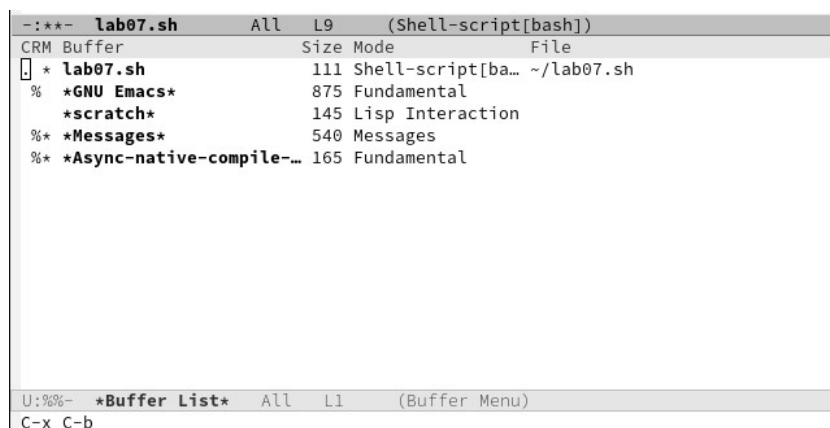 -:**-  lab07.sh       All   L9     (Shell-script[bash])
CRM Buffer                Size Mode             File
. * lab07.sh               111 Shell-script[ba… ~/lab07.sh
 %  *GNU Emacs*            875 Fundamental
    *scratch*              145 Lisp Interaction
 %* *Messages*             540 Messages
 %* *Async-native-compile-… 165 Fundamental
U:%%-  *Buffer List*   All   L1     (Buffer Menu)
C-x C-b